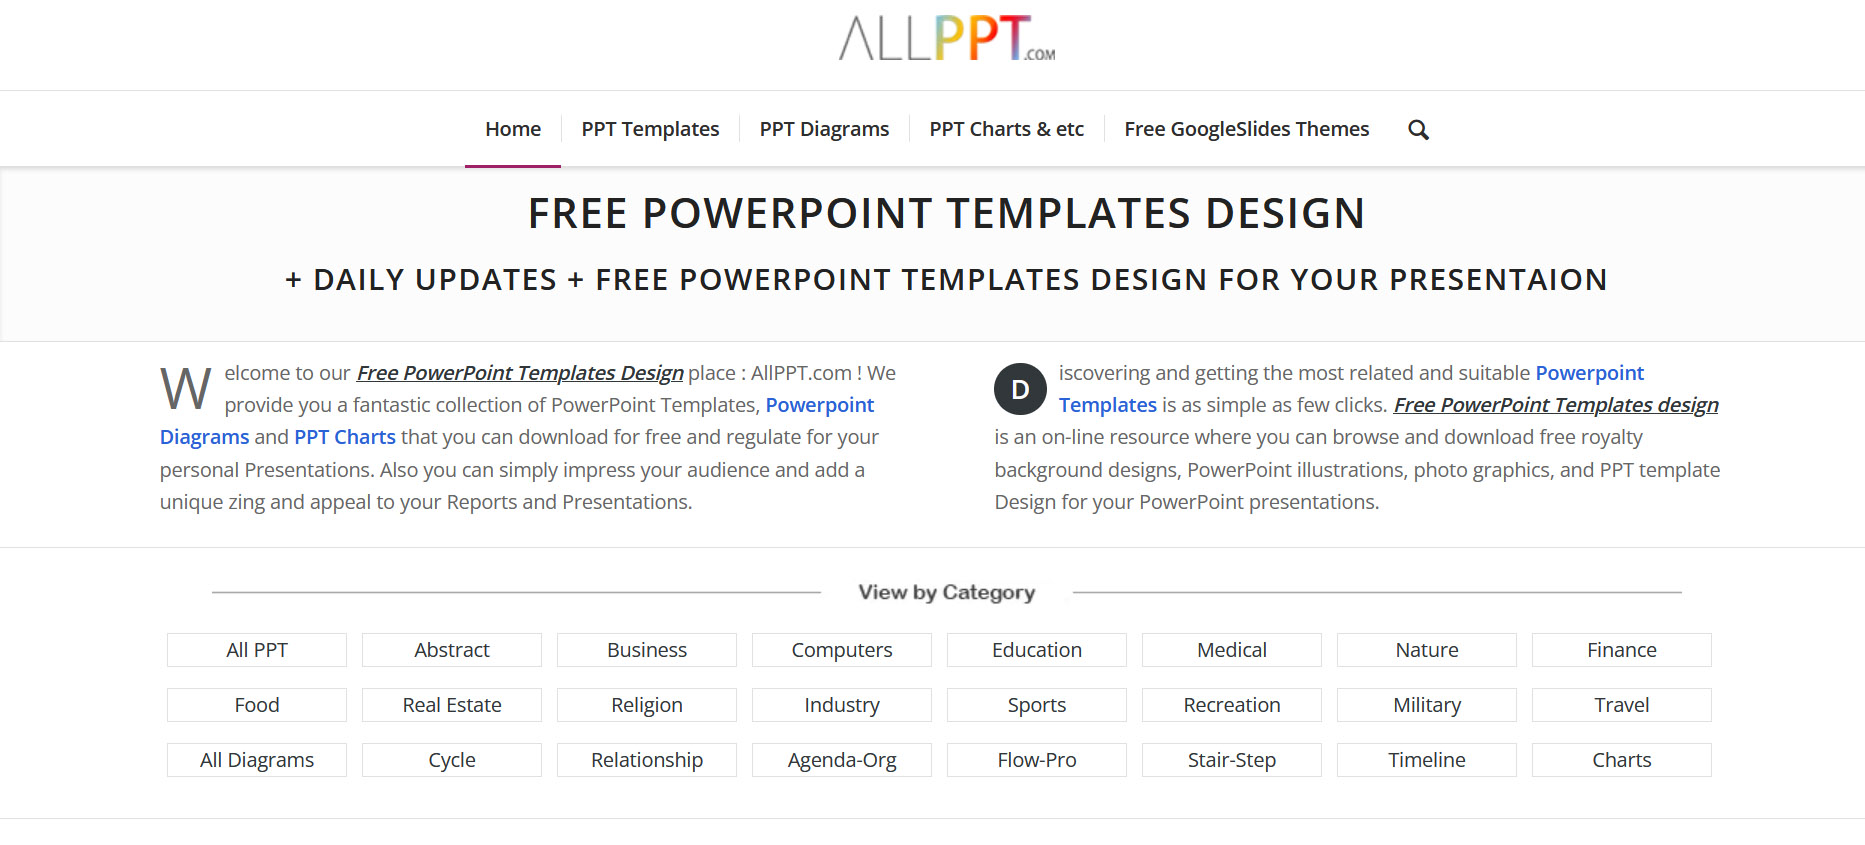 ALLPPT.COM
Home PPT Templates PPT Diagrams PPT Charts & etc Free GoogleSlides Themes
FREE POWERPOINT TEMPLATES DESIGN
+ DAILY UPDATES + FREE POWERPOINT TEMPLATES DESIGN FOR YOUR PRESENTAION
Welcome to our Free PowerPoint Templates Design place : AllPPT.com ! We
provide you a fantastic collection of PowerPoint Templates, Powerpoint
Diagrams and PPT Charts that you can download for free and regulate for your
personal Presentations. Also you can simply impress your audience and add a
unique zing and appeal to your Reports and Presentations.
Discovering and getting the most related and suitable Powerpoint
Templates is as simple as few clicks. Free PowerPoint Templates design
is an on-line resource where you can browse and download free royalty
background designs, PowerPoint illustrations, photo graphics, and PPT template
Design for your PowerPoint presentations.
View by Category
All PPT Abstract Business Computers Education Medical Nature Finance
Food Real Estate Religion Industry Sports Recreation Military Travel
All Diagrams Cycle Relationship Agenda-Org Flow-Pro Stair-Step Timeline Charts